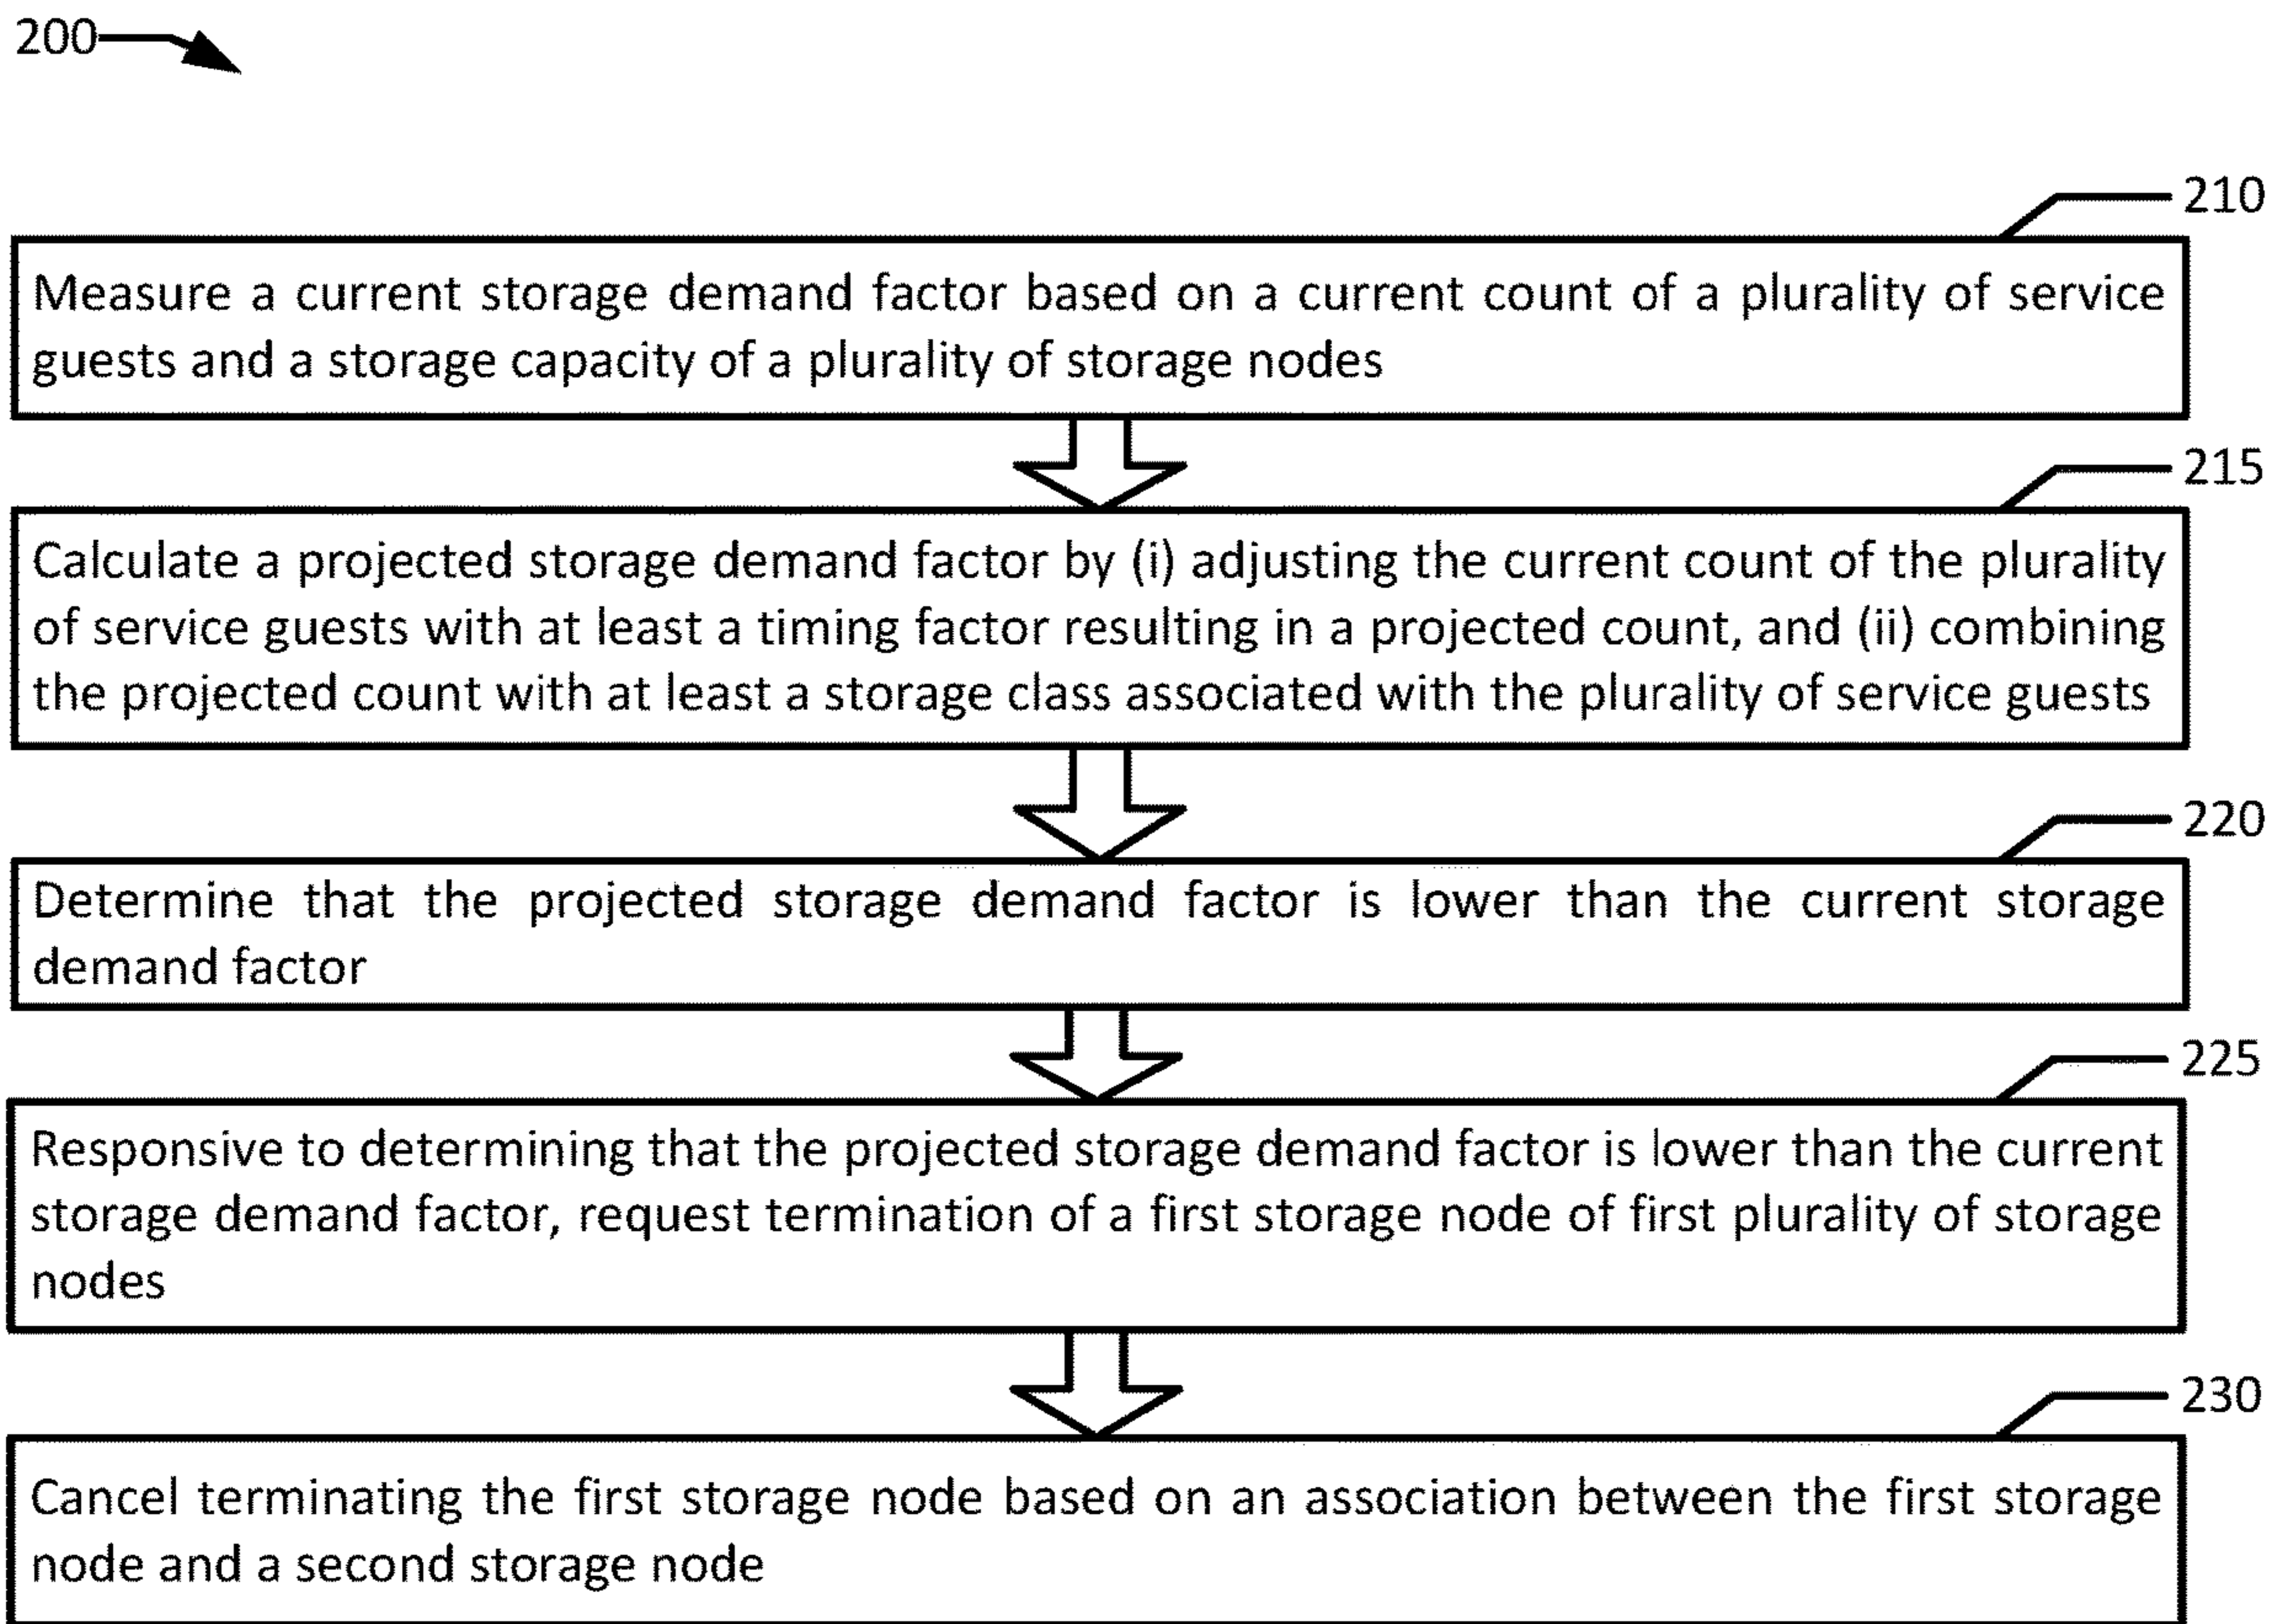 200
210
Measure a current storage demand factor based on a current count of a plurality of service
guests and a storage capacity of a plurality of storage nodes
215
Calculate a projected storage demand factor by (i) adjusting the current count of the plurality
of service guests with at least a timing factor resulting in a projected count, and (ii) combining
the projected count with at least a storage class associated with the plurality of service guests
220
Determine that the projected storage demand factor is lower than the current storage
demand factor
225
Responsive to determining that the projected storage demand factor is lower than the current
storage demand factor, request termination of a first storage node of first plurality of storage
nodes
230
Cancel terminating the first storage node based on an association between the first storage
node and a second storage node